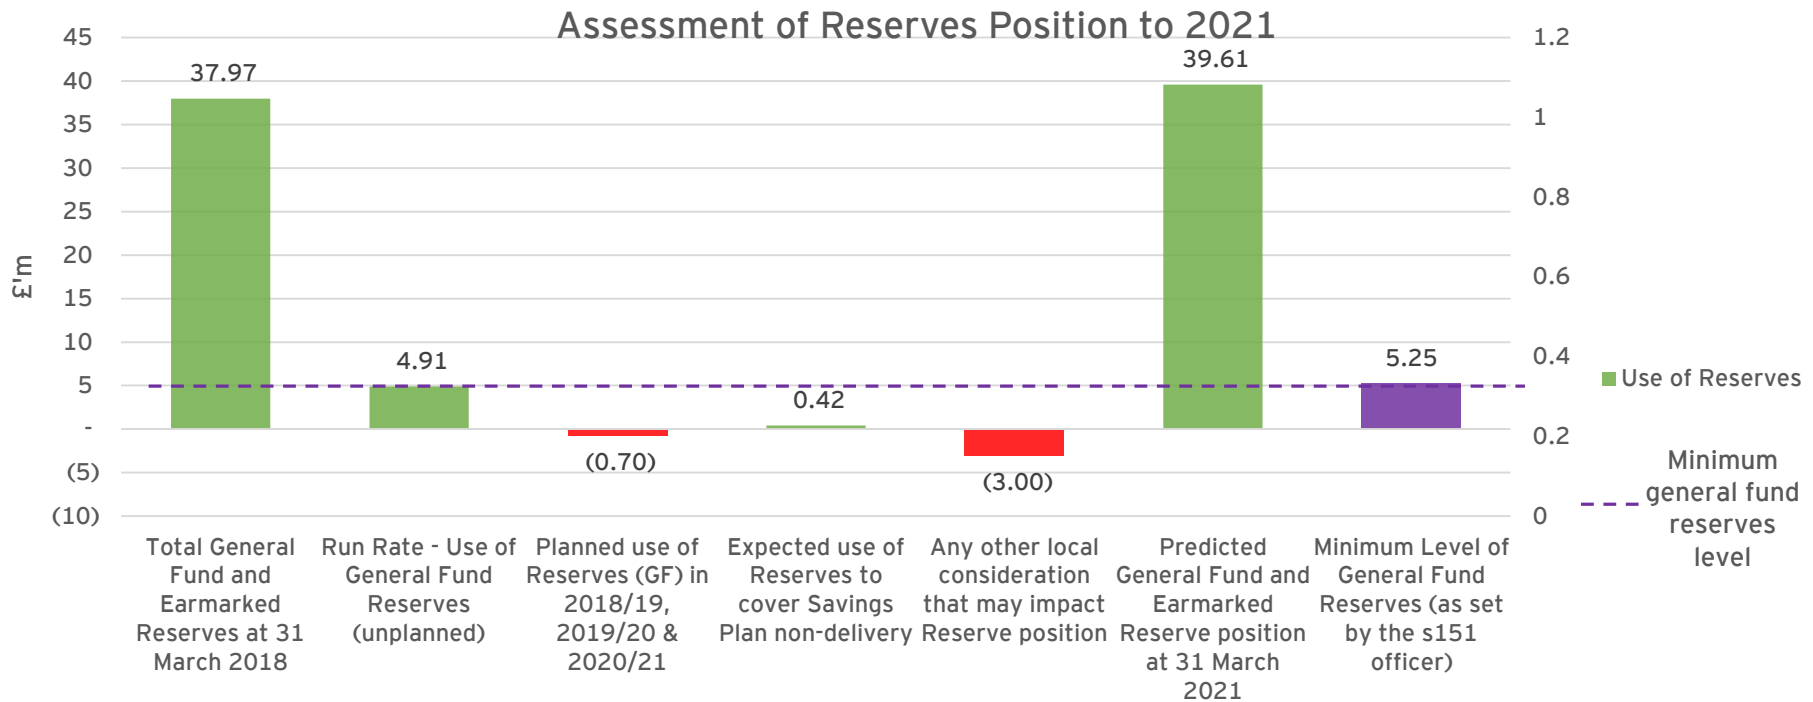 Assessment of Reserves Position to 2021
45
40
35
30
25
20
15
10
5
-
(5)
(10)
£'m
1.2
1
0.8
0.6
0.4
0.2
0
37.97
4.91
(0.70)
0.42
(3.00)
39.61
5.25
Total General
Fund and
Earmarked
Reserves at 31
March 2018
Run Rate - Use of
General Fund
Reserves
(unplanned)
Planned use of
Reserves (GF) in
2018/19,
2019/20 &
2020/21
Expected use of
Reserves to
cover Savings
Plan non-delivery
Any other local
consideration
that may impact
Reserve position
Predicted
General Fund and
Earmarked
Reserve position
at 31 March
2021
Minimum Level of
General Fund
Reserves (as set
by the s151
officer)
Use of Reserves
Minimum
general fund
reserves
level